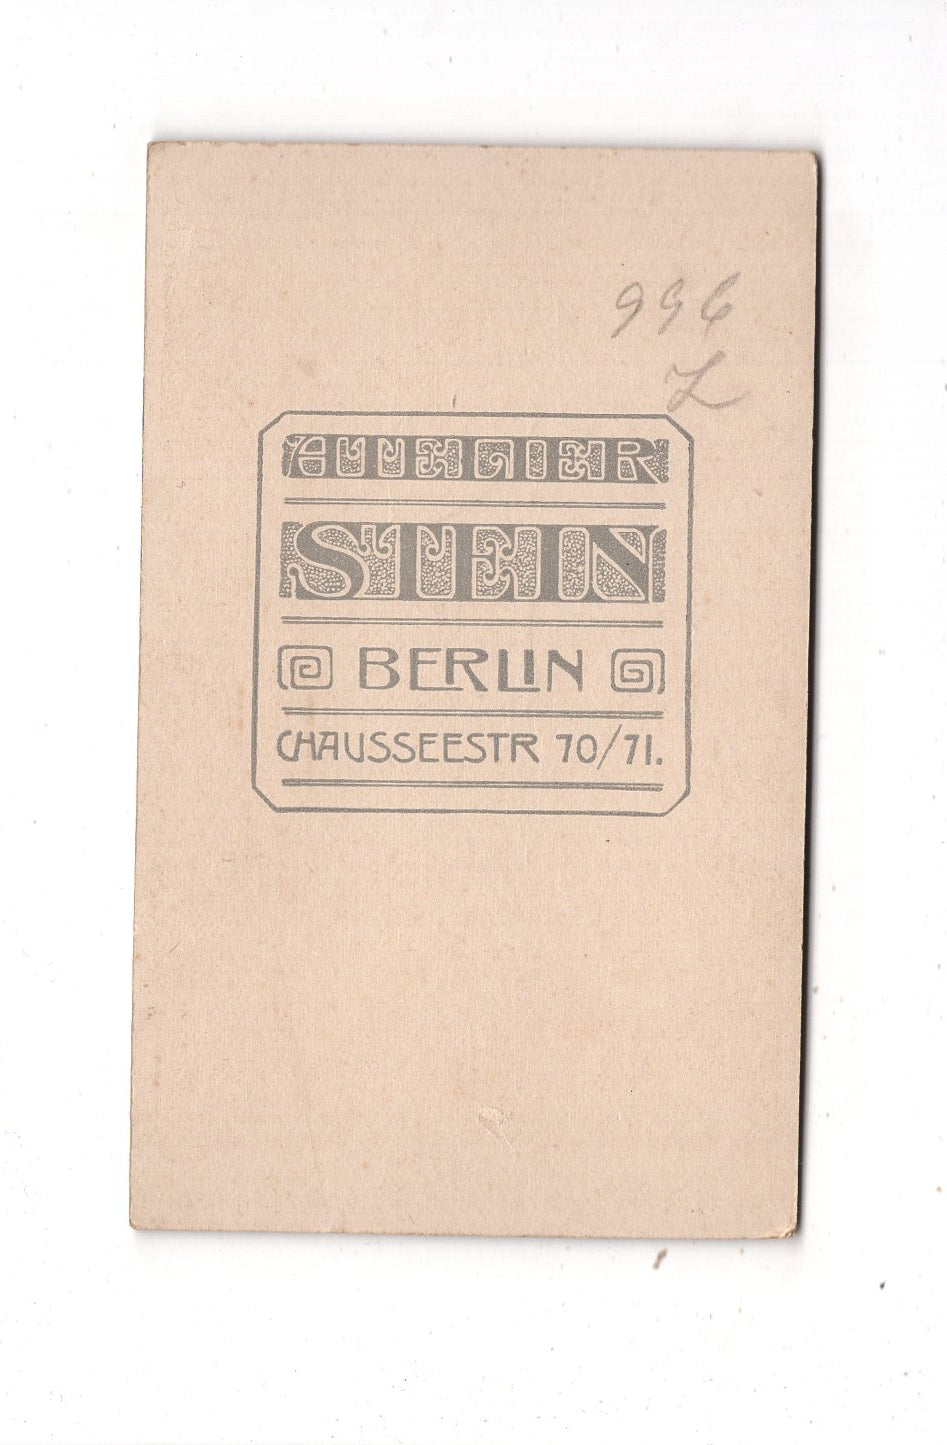 996
L
ATELIER
STEIN
BERLIN
CHAUSSEESTR 70/71.